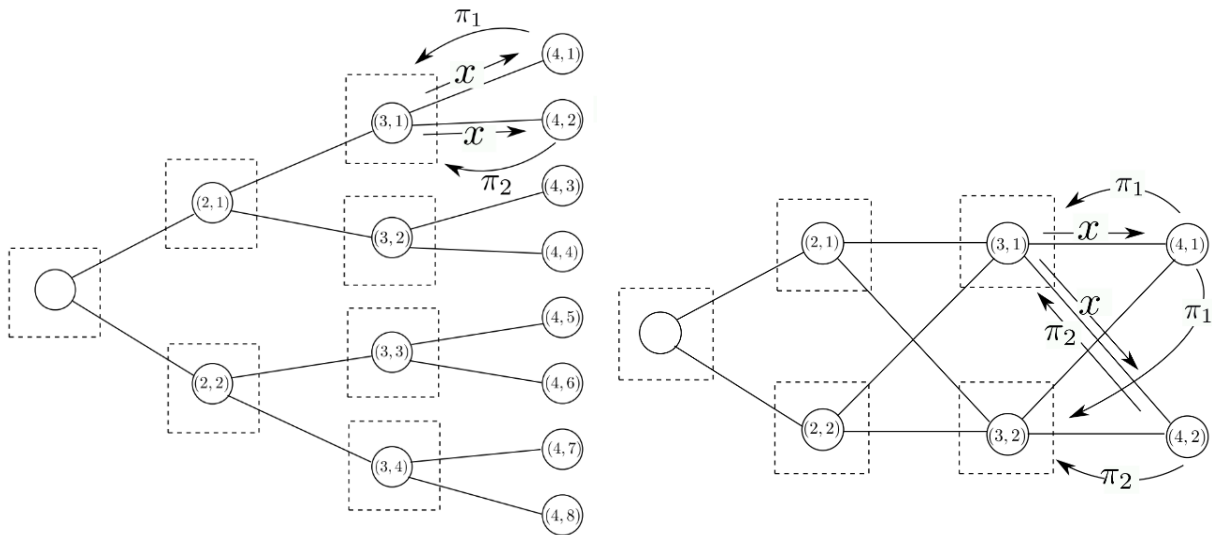 π₁
(4, 1)
x
(3, 1)
(4, 2)
x
π₂
(4, 3)
(2, 1)
(3, 2)
(4, 4)
(4, 5)
(3, 3)
(2, 2)
(4, 6)
(4, 7)
(3, 4)
(4, 8)
π₁
x
(2, 1)
(3, 1)
(4, 1)
x
π₁
π₂
(2, 2)
(3, 2)
(4, 2)
π₂